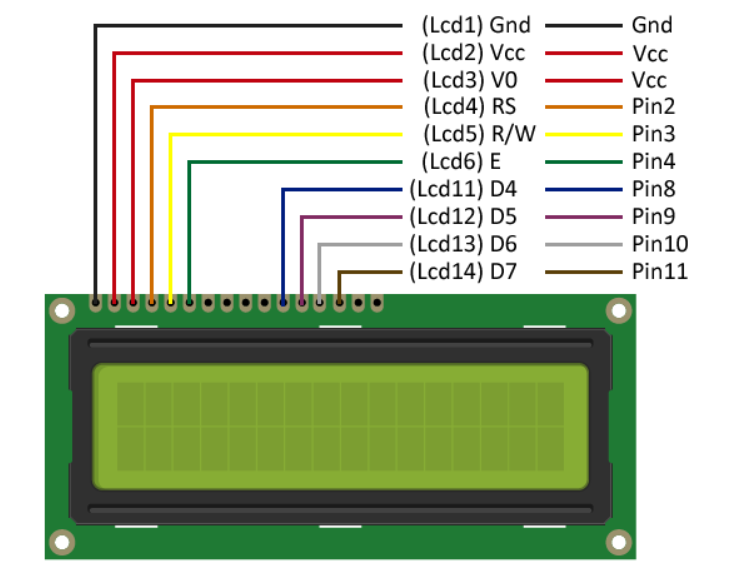 (Lcd1) Gnd Gnd
(Lcd2) Vcc Vcc
(Lcd3) V0 Vcc
(Lcd4) RS Pin2
(Lcd5) R/W Pin3
(Lcd6) E Pin4
(Lcd11) D4 Pin8
(Lcd12) D5 Pin9
(Lcd13) D6 Pin10
(Lcd14) D7 Pin11